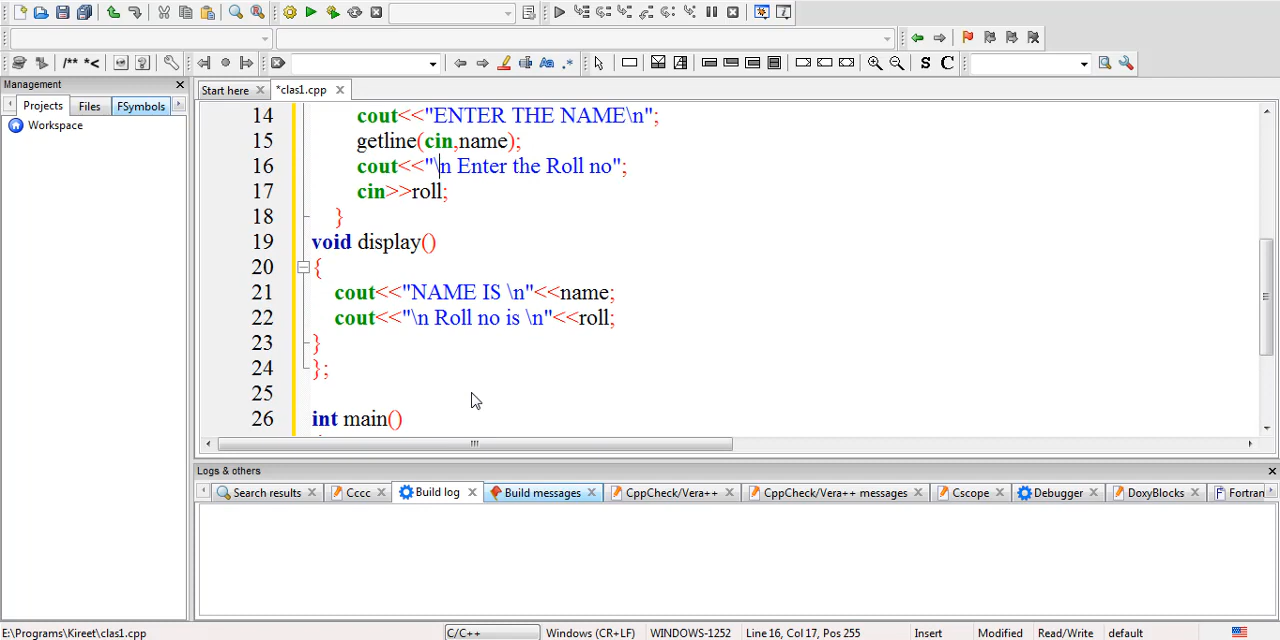 /** *<
S C
Management
Projects Files FSymbols
Workspace
Start here *clas1.cpp
14 cout<<"ENTER THE NAME\n";
15 getline(cin,name);
16 cout<<"\n Enter the Roll no";
17 cin>>roll;
18 }
19 void display()
20 {
21 cout<<"NAME IS \n"<<name;
22 cout<<"\n Roll no is \n"<<roll;
23 }
24 };
25
26 int main()
Logs & others
Search results Cccc Build log Build messages CppCheck/Vera++ CppCheck/Vera++ messages Cscope Debugger DoxyBlocks Fortran
E:\Programs\Kireet\clas1.cpp C/C++ Windows (CR+LF) WINDOWS-1252 Line 16, Col 17, Pos 255 Insert Modified Read/Write default